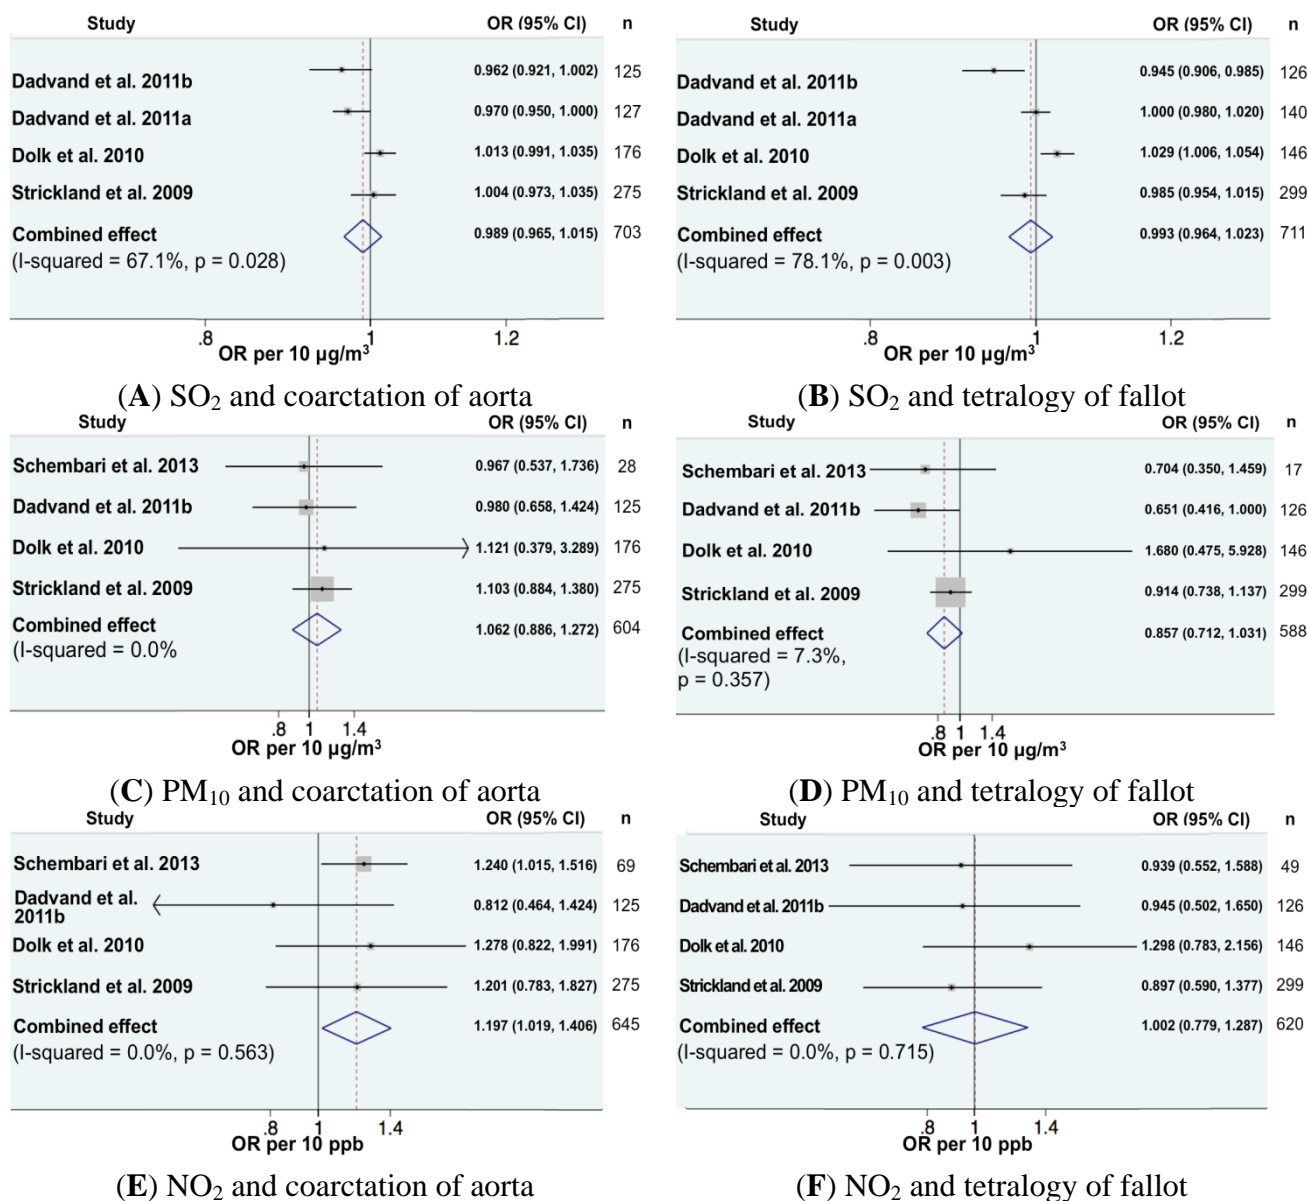 Study OR (95% CI) n
Dadvand et al. 2011b 0.962 (0.921, 1.002) 125
Dadvand et al. 2011a 0.970 (0.950, 1.000) 127
Dolk et al. 2010 1.013 (0.991, 1.035) 176
Strickland et al. 2009 1.004 (0.973, 1.035) 275
Combined effect 0.989 (0.965, 1.015) 703
(I-squared = 67.1%, p = 0.028)
.8 1 1.2
OR per 10 µg/m³
(A) SO₂ and coarctation of aorta
Study OR (95% CI) n
Dadvand et al. 2011b 0.945 (0.906, 0.985) 126
Dadvand et al. 2011a 1.000 (0.980, 1.020) 140
Dolk et al. 2010 1.029 (1.006, 1.054) 146
Strickland et al. 2009 0.985 (0.954, 1.015) 299
Combined effect 0.993 (0.964, 1.023) 711
(I-squared = 78.1%, p = 0.003)
.8 1 1.2
OR per 10 µg/m³
(B) SO₂ and tetralogy of fallot
Study OR (95% CI) n
Schembari et al. 2013 0.967 (0.537, 1.736) 28
Dadvand et al. 2011b 0.980 (0.658, 1.424) 125
Dolk et al. 2010 1.121 (0.379, 3.289) 176
Strickland et al. 2009 1.103 (0.884, 1.380) 275
Combined effect 1.062 (0.886, 1.272) 604
(I-squared = 0.0%
.8 1 1.4
OR per 10 µg/m³
(C) PM₁₀ and coarctation of aorta
Study OR (95% CI) n
Schembari et al. 2013 0.704 (0.350, 1.459) 17
Dadvand et al. 2011b 0.651 (0.416, 1.000) 126
Dolk et al. 2010 1.680 (0.475, 5.928) 146
Strickland et al. 2009 0.914 (0.738, 1.137) 299
Combined effect 0.857 (0.712, 1.031) 588
(I-squared = 7.3%,
p = 0.357)
.8 1 1.4
OR per 10 µg/m³
(D) PM₁₀ and tetralogy of fallot
Study OR (95% CI) n
Schembari et al. 2013 1.240 (1.015, 1.516) 69
Dadvand et al.
2011b 0.812 (0.464, 1.424) 125
Dolk et al. 2010 1.278 (0.822, 1.991) 176
Strickland et al. 2009 1.201 (0.783, 1.827) 275
Combined effect 1.197 (1.019, 1.406) 645
(I-squared = 0.0%, p = 0.563)
.8 1 1.4
OR per 10 ppb
(E) NO₂ and coarctation of aorta
Study OR (95% CI) n
Schembari et al. 2013 0.939 (0.552, 1.588) 49
Dadvand et al. 2011b 0.945 (0.502, 1.650) 126
Dolk et al. 2010 1.298 (0.783, 2.156) 146
Strickland et al. 2009 0.897 (0.590, 1.377) 299
Combined effect 1.002 (0.779, 1.287) 620
(I-squared = 0.0%, p = 0.715)
.8 1 1.4
OR per 10 ppb
(F) NO₂ and tetralogy of fallot